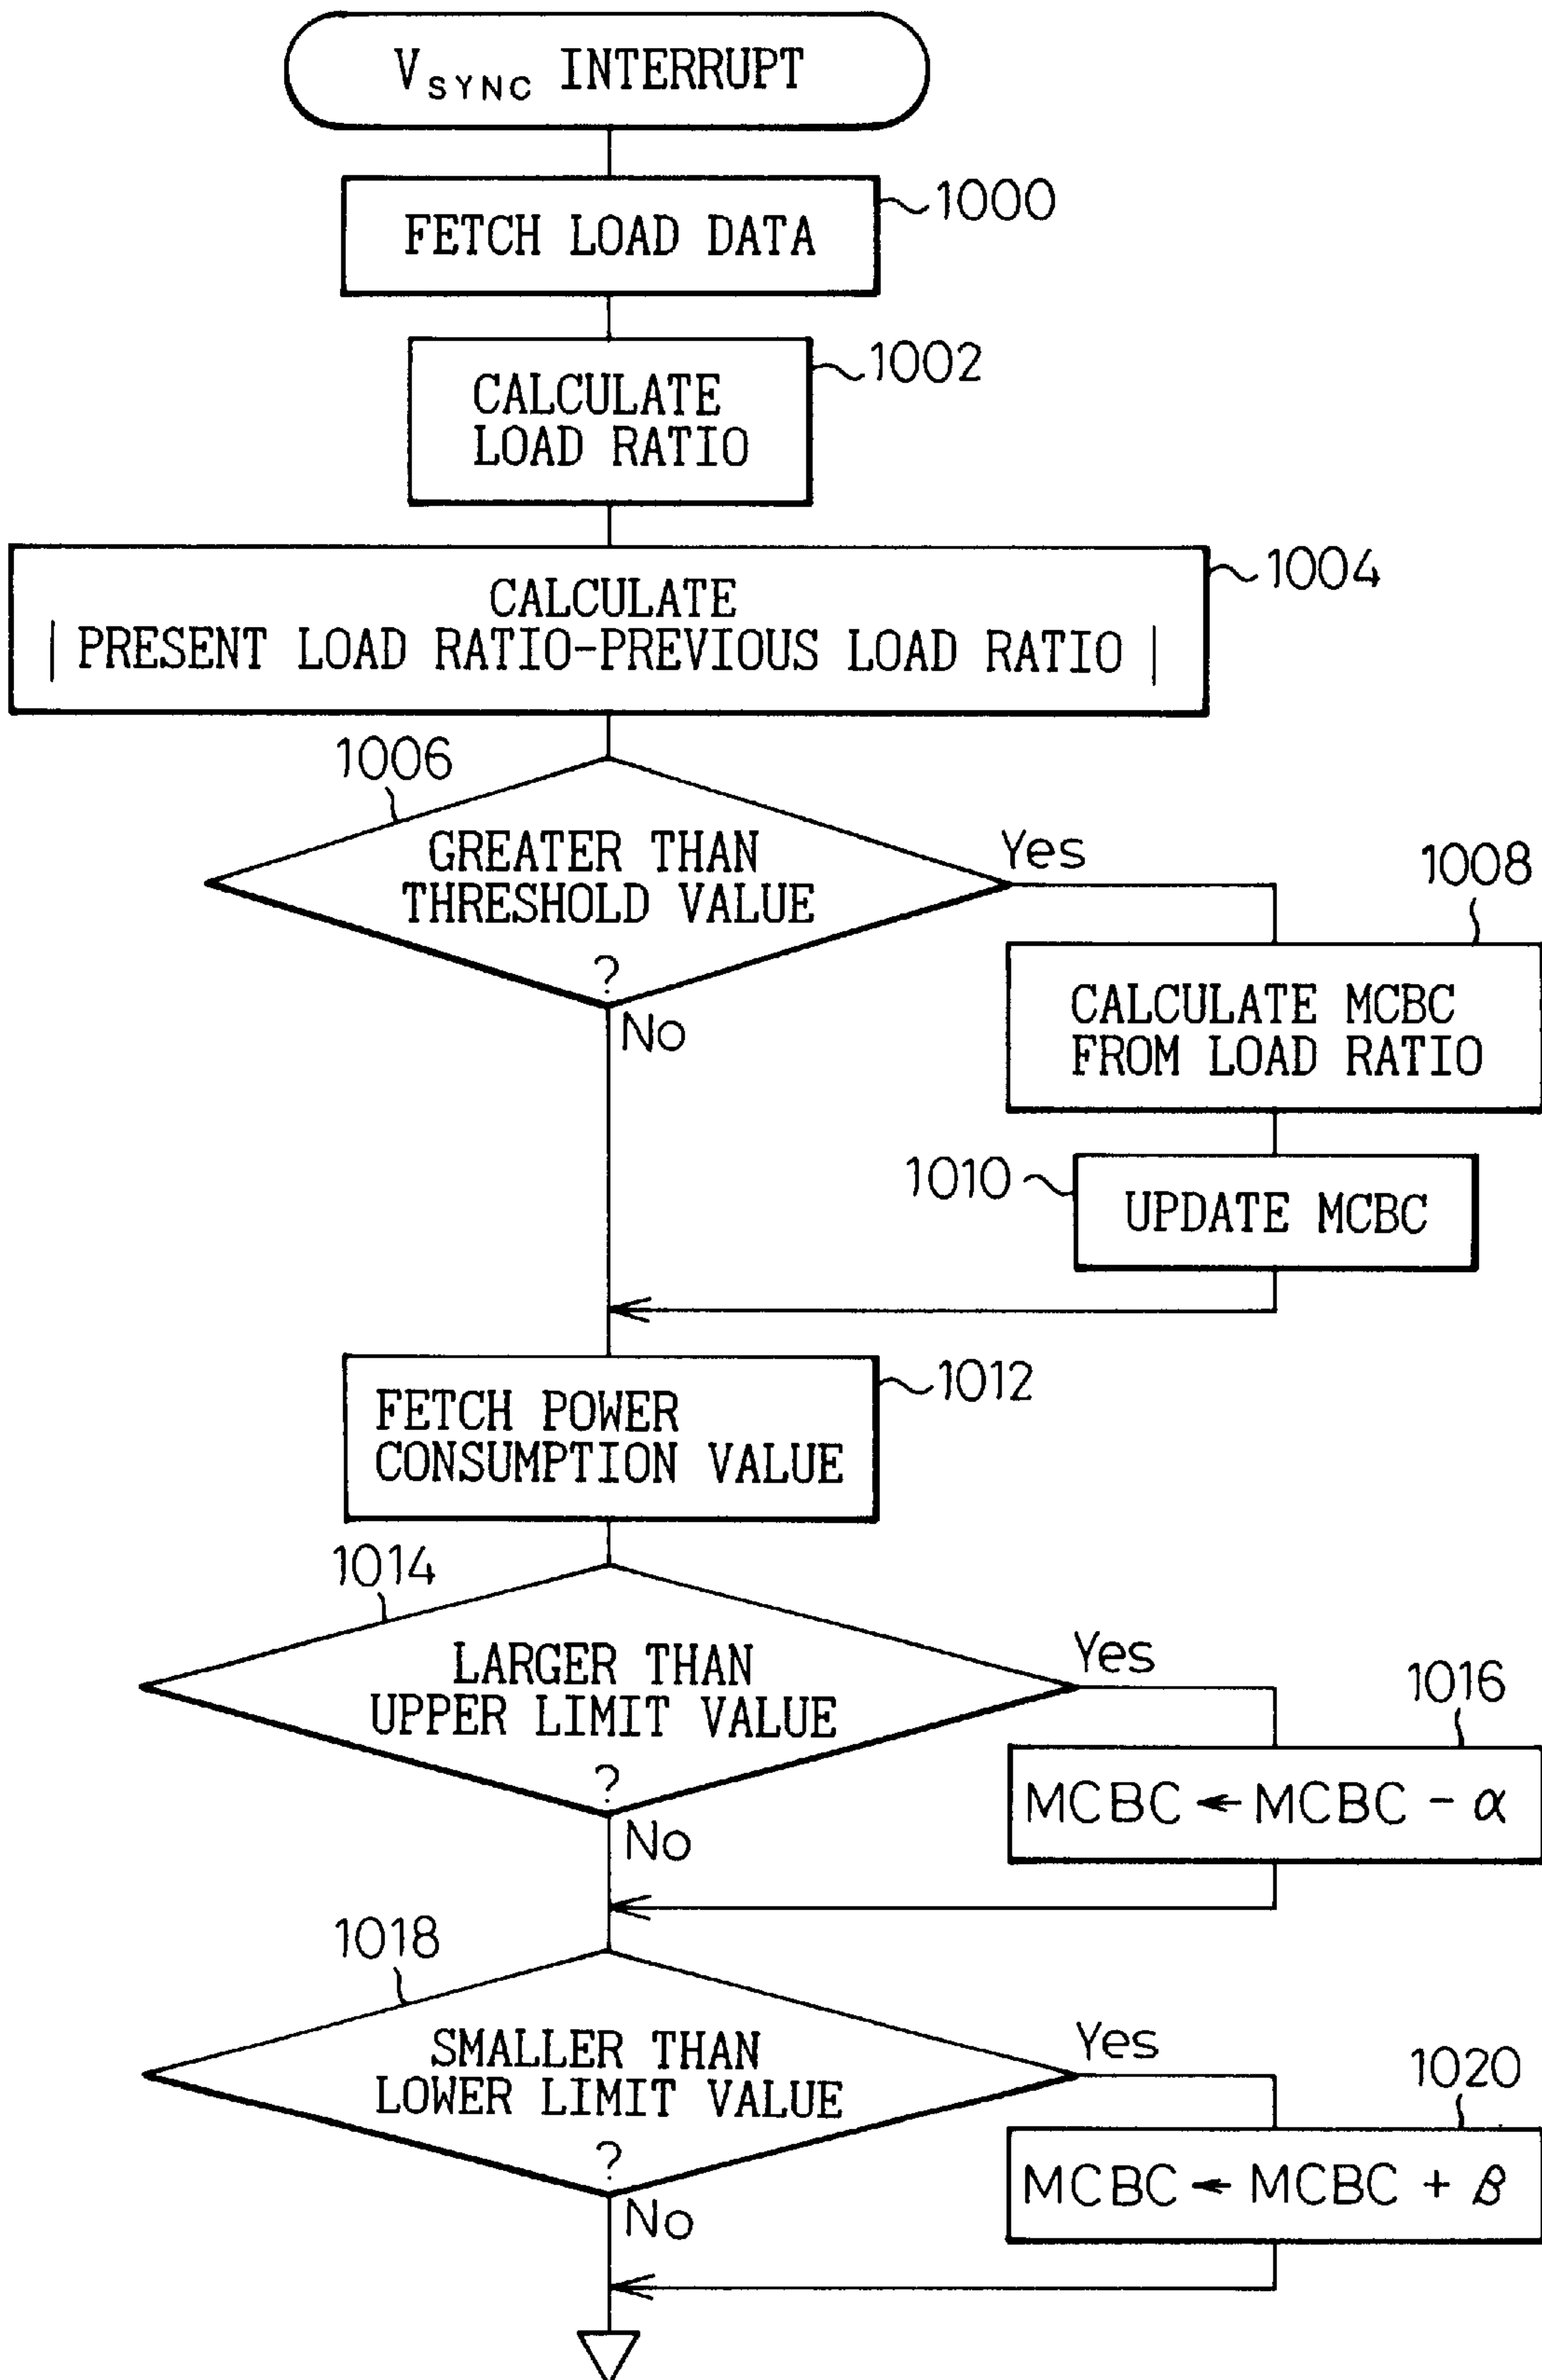 VSYNC INTERRUPT
FETCH LOAD DATA
1000
CALCULATE
LOAD RATIO
1002
CALCULATE
| PRESENT LOAD RATIO-PREVIOUS LOAD RATIO |
1004
1006
GREATER THAN
THRESHOLD VALUE
?
Yes
No
1008
CALCULATE MCBC
FROM LOAD RATIO
1010
UPDATE MCBC
FETCH POWER
CONSUMPTION VALUE
1012
1014
LARGER THAN
UPPER LIMIT VALUE
?
Yes
No
1016
MCBC ← MCBC - α
1018
SMALLER THAN
LOWER LIMIT VALUE
?
Yes
No
1020
MCBC ← MCBC + β